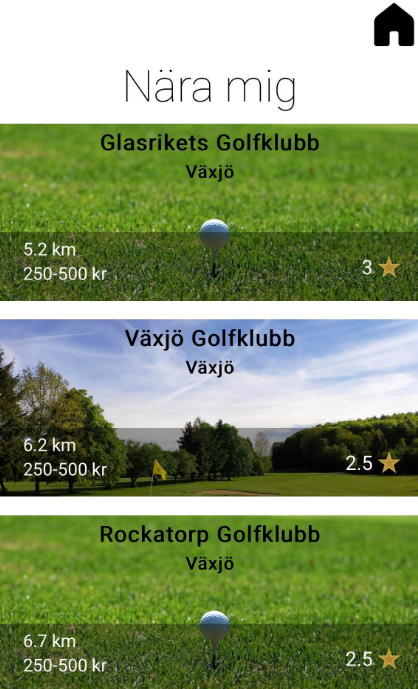 Nära mig
Glasrikets Golfklubb
Växjö
5.2 km
250-500 kr
3
Växjö Golfklubb
Växjö
6.2 km
250-500 kr
2.5
Rockatorp Golfklubb
Växjö
6.7 km
250-500 kr
2.5